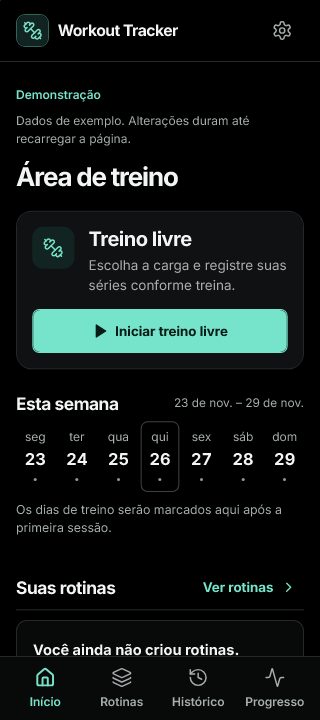 Workout Tracker
Demonstração
Dados de exemplo. Alterações duram até
recarregar a página.
Área de treino
Treino livre
Escolha a carga e registre suas
séries conforme treina.
Iniciar treino livre
Esta semana
23 de nov. – 29 de nov.
seg ter qua qui sex sáb dom
23 24 25 26 27 28 29
Os dias de treino serão marcados aqui após a
primeira sessão.
Suas rotinas
Ver rotinas
Você ainda não criou rotinas.
Início Rotinas Histórico Progresso